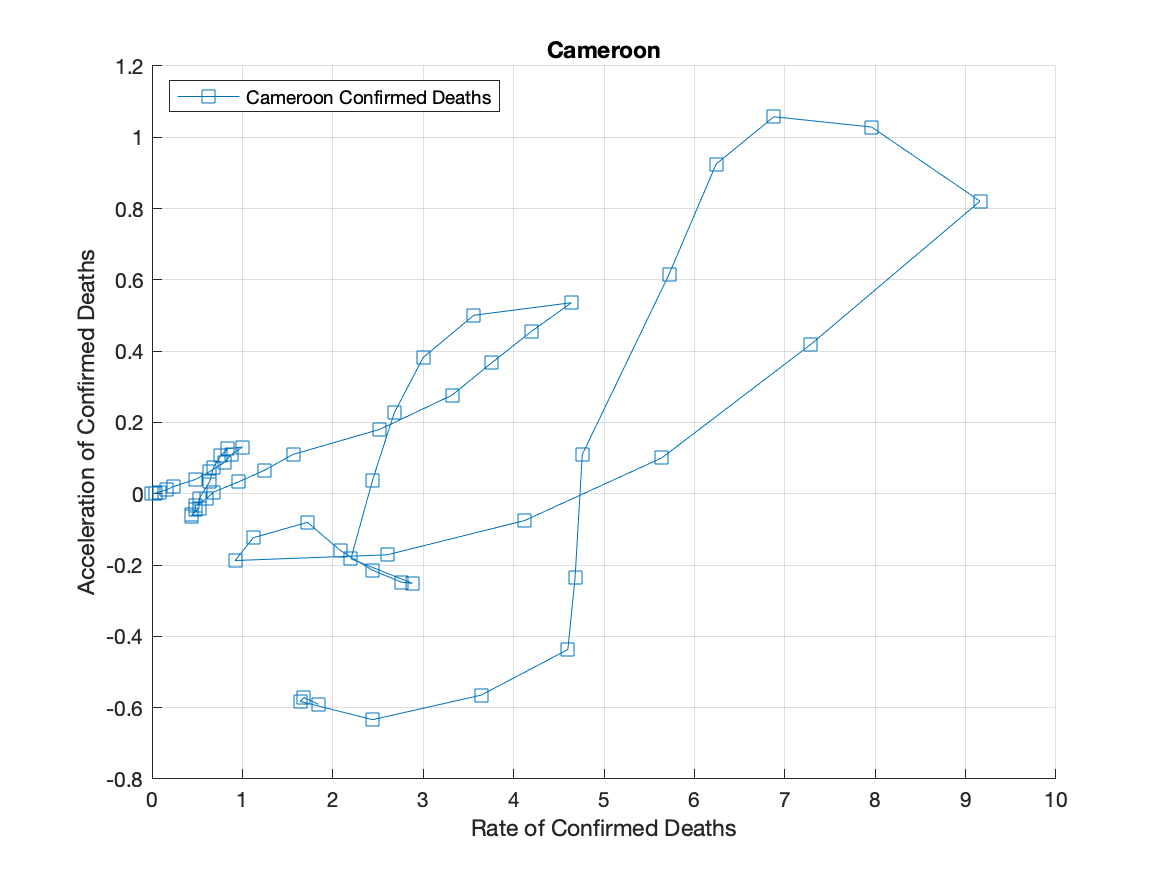 Cameroon
Cameroon Confirmed Deaths
Acceleration of Confirmed Deaths
1.2
1
0.8
0.6
0.4
0.2
0
-0.2
-0.4
-0.6
-0.8
0 1 2 3 4 5 6 7 8 9 10
Rate of Confirmed Deaths